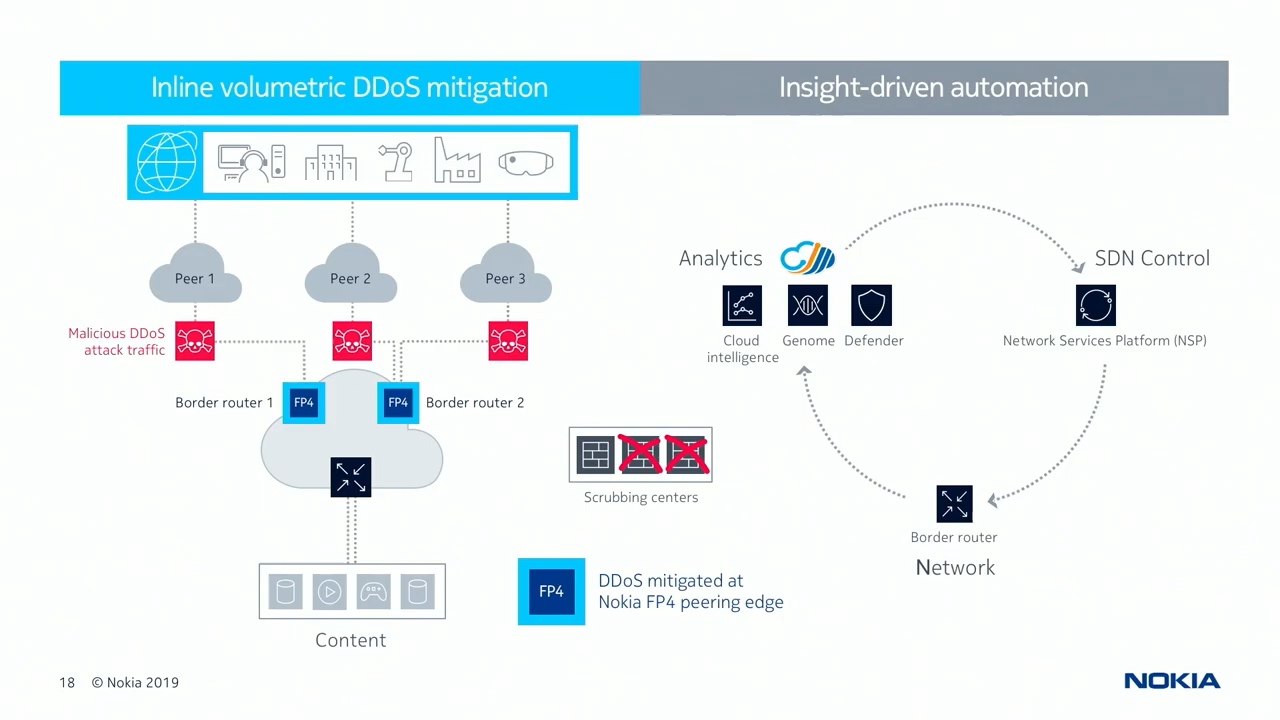 Inline volumetric DDoS mitigation
Insight-driven automation
Peer 1
Peer 2
Peer 3
Malicious DDoS
attack traffic
Border router 1
FP4
FP4
Border router 2
Scrubbing centers
FP4
DDoS mitigated at
Nokia FP4 peering edge
Content
Analytics
Cloud
intelligence
Genome
Defender
SDN Control
Network Services Platform (NSP)
Border router
Network
18 © Nokia 2019
NOKIA